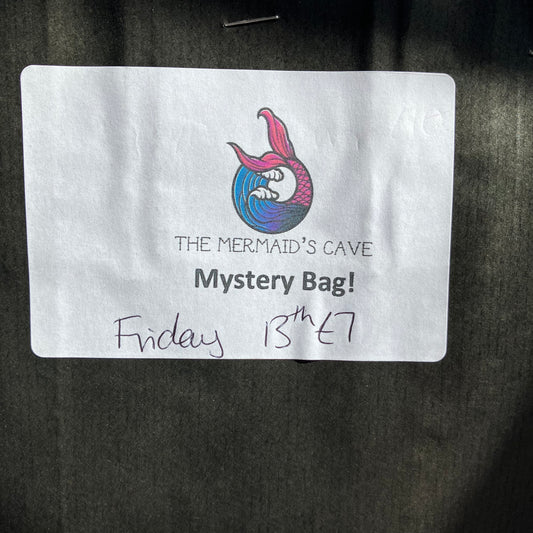 THE MERMAID'S CAVE
Mystery Bag!
Friday 13th £7